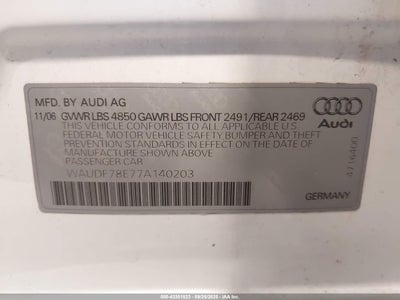 MFD. BY AUDI AG
11/06 GVWR LBS 4850 GAWR LBS FRONT 2491/REAR 2469
THIS VEHICLE CONFORMS TO ALL APPLICABLE U.S.
FEDERAL MOTOR VEHICLE SAFETY BUMPER AND THEFT
PREVENTION STANDARDS IN EFFECT ON THE DATE OF
MANUFACTURE SHOWN ABOVE.
PASSENGER CAR
WAUDF78E77A140203
Audi
GERMANY